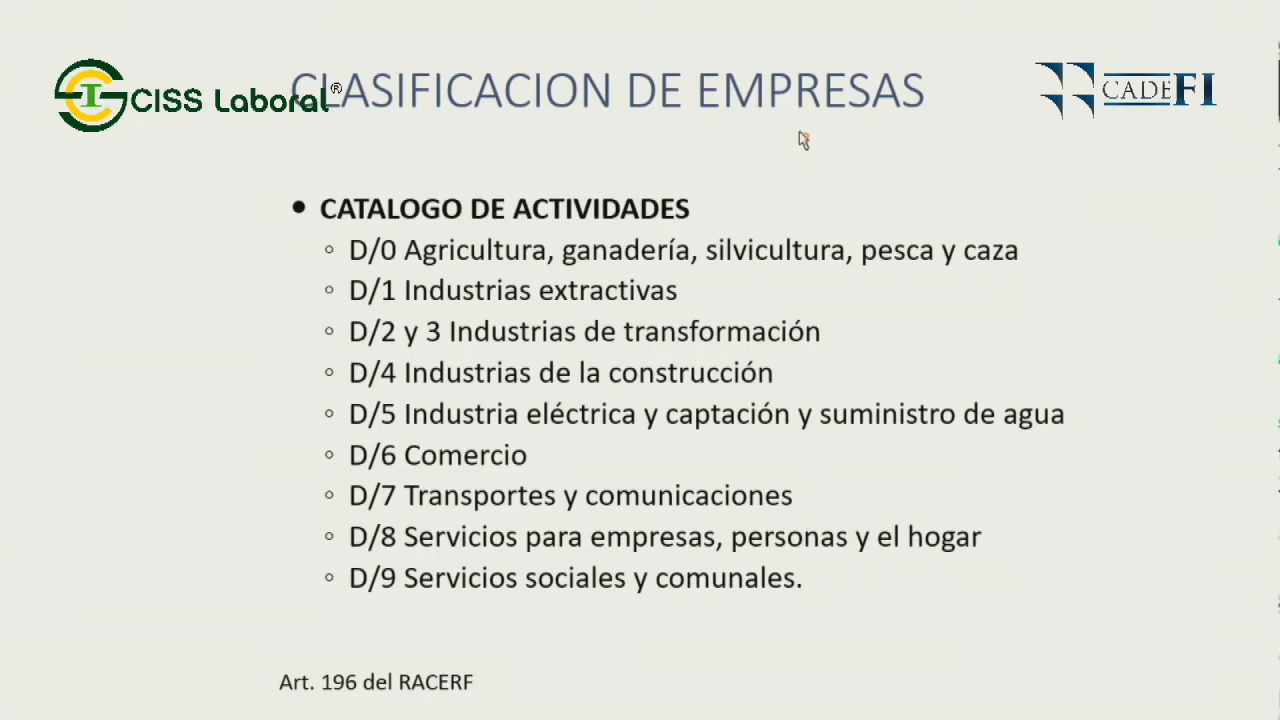 CISS Laboral®
CLASIFICACION DE EMPRESAS
CADEFI
• CATALOGO DE ACTIVIDADES
◦ D/0 Agricultura, ganadería, silvicultura, pesca y caza
◦ D/1 Industrias extractivas
◦ D/2 y 3 Industrias de transformación
◦ D/4 Industrias de la construcción
◦ D/5 Industria eléctrica y captación y suministro de agua
◦ D/6 Comercio
◦ D/7 Transportes y comunicaciones
◦ D/8 Servicios para empresas, personas y el hogar
◦ D/9 Servicios sociales y comunales.
Art. 196 del RACERF